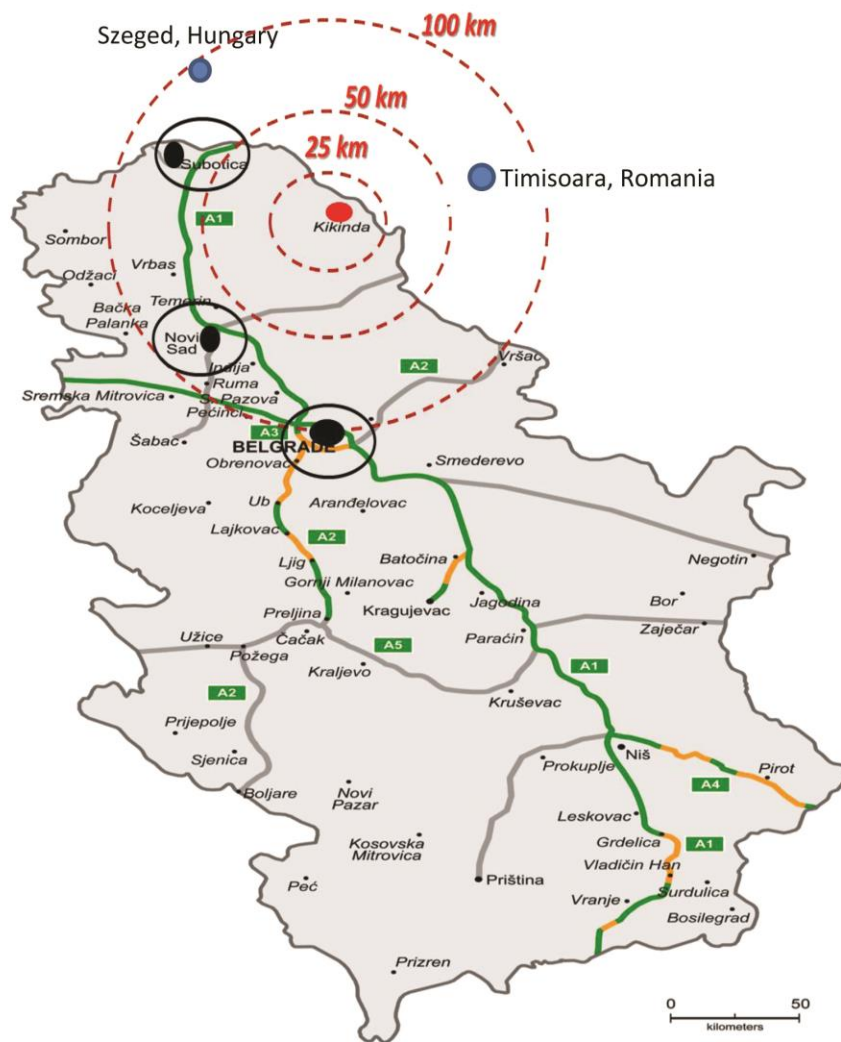 Szeged, Hungary
100 km
50 km
25 km
Subotica
Timisoara, Romania
A1
Kikinda
Sombor
Vrbas
Odžaci
Temerin
Bačka
Palanka
Novi
Sad
Inđija
A2
Vršac
Ruma
Sremska Mitrovica
S. Pazova
Pećinci
A3
Šabac
BELGRADE
Obrenovac
Smederevo
Koceljeva
Ub
Aranđelovac
Lajkovac
A2
Ljig
Batočina
Negotin
Gornji Milanovac
Jagodina
Bor
Kragujevac
Preljina
Zaječar
Užice
Čačak
Paraćin
Požega
A5
Kraljevo
A1
A2
Kruševac
Prijepolje
Sjenica
Niš
Prokuplje
Pirot
A4
Boljare
Novi
Pazar
Leskovac
Kosovska
Mitrovica
Grdelica
A1
Vladičin Han
Peć
Priština
Surdulica
Vranje
Bosilegrad
Prizren
0
50
kilometers